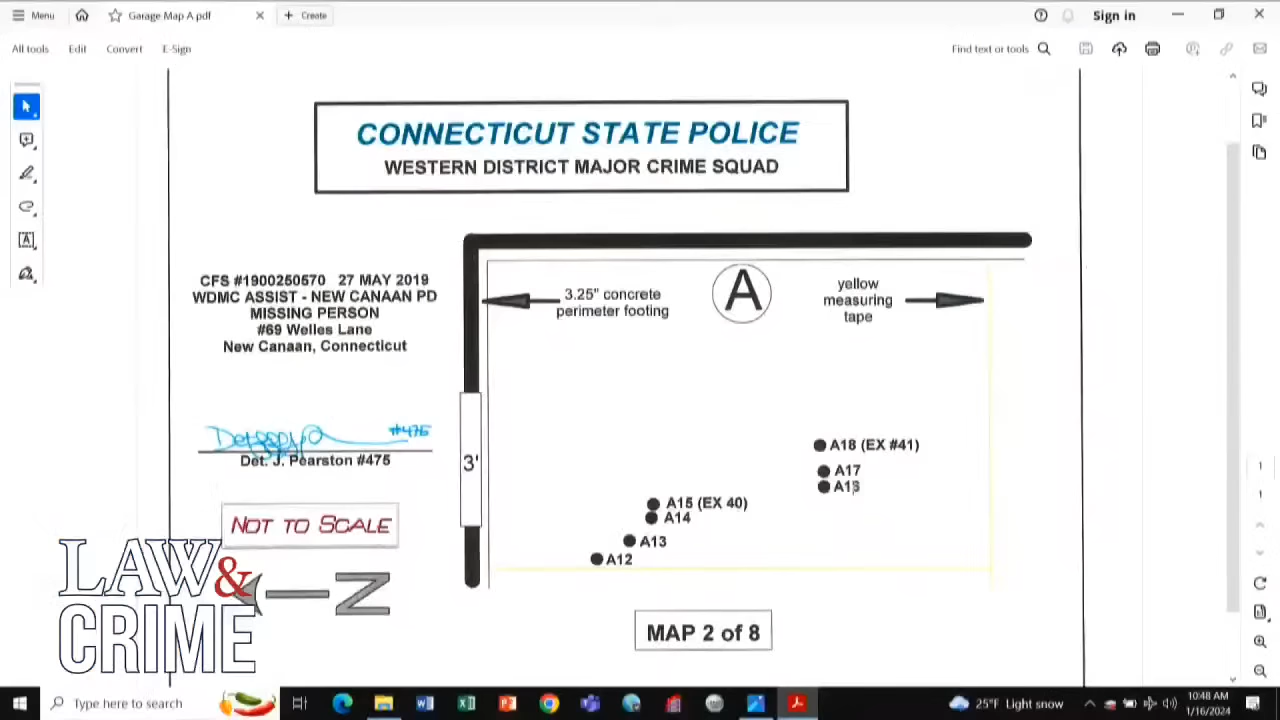 Menu
Garage Map A pdf
Create
Sign in
All tools
Edit
Convert
E-Sign
Find text or tools
CONNECTICUT STATE POLICE
WESTERN DISTRICT MAJOR CRIME SQUAD
CFS #1900250570 27 MAY 2019
WDMC ASSIST - NEW CANAAN PD
MISSING PERSON
#69 Welles Lane
New Canaan, Connecticut
#475
Det. J. Pearston #475
NOT TO SCALE
N
3.25" concrete
perimeter footing
A
yellow
measuring
tape
3'
A18 (EX #41)
A17
A15 (EX 40)
A14
A13
A12
MAP 2 of 8
1
1
LAW&
CRIME
Type here to search
25°F Light snow
10:48 AM
1/16/2024